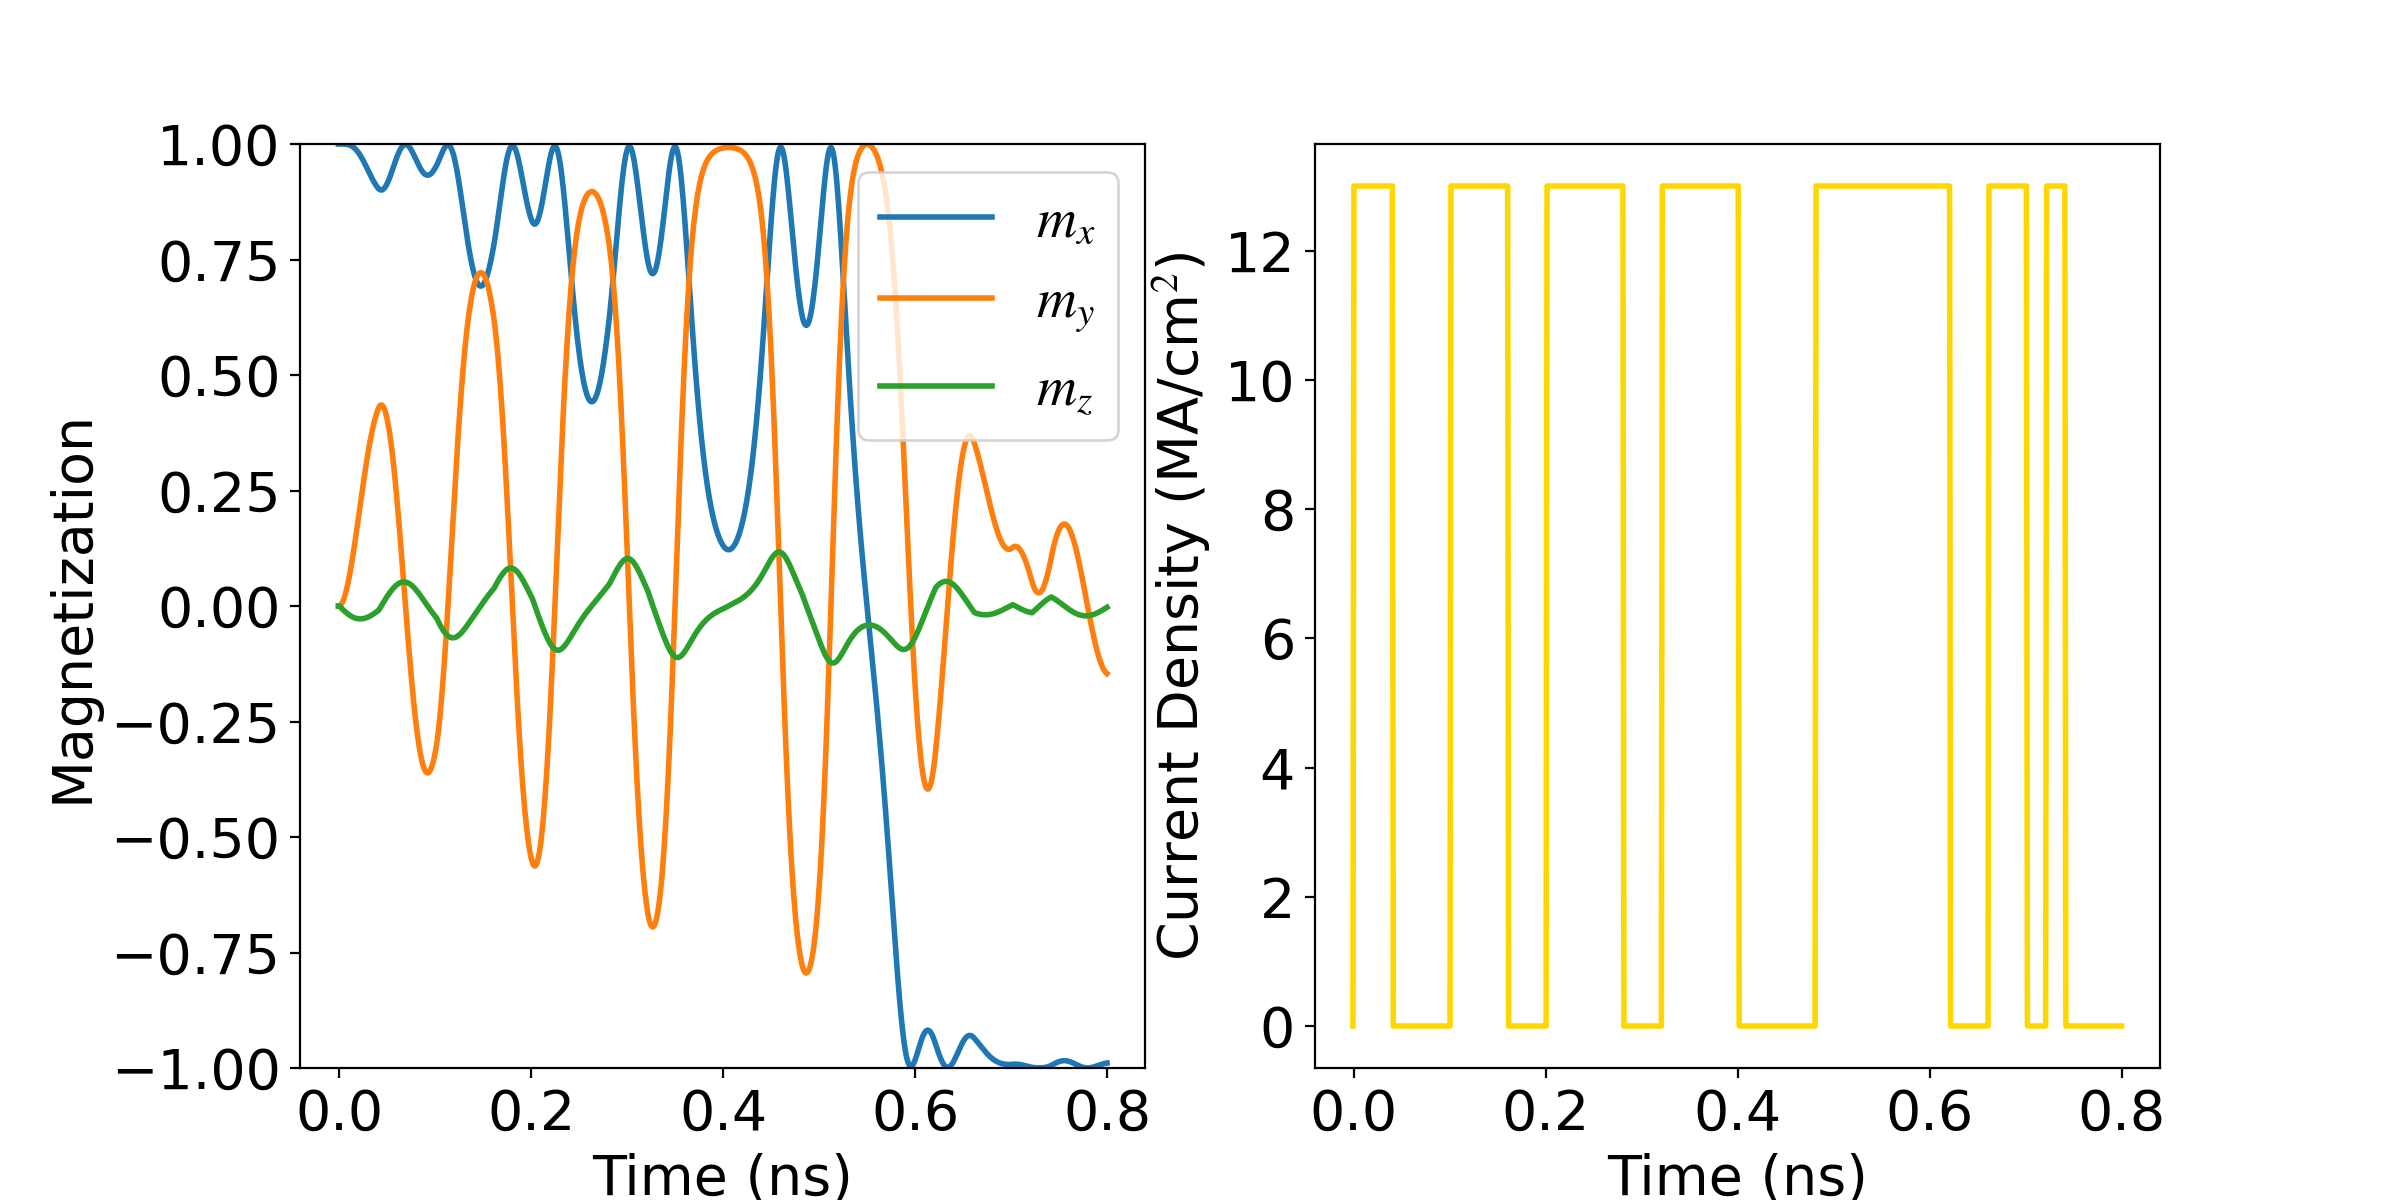 1.00
0.75
0.50
0.25
0.00
−0.25
−0.50
−0.75
−1.00
Magnetization
0.0 0.2 0.4 0.6 0.8
Time (ns)
m_x
m_y
m_z
Current Density (MA/cm²)
12
10
8
6
4
2
0
0.0 0.2 0.4 0.6 0.8
Time (ns)